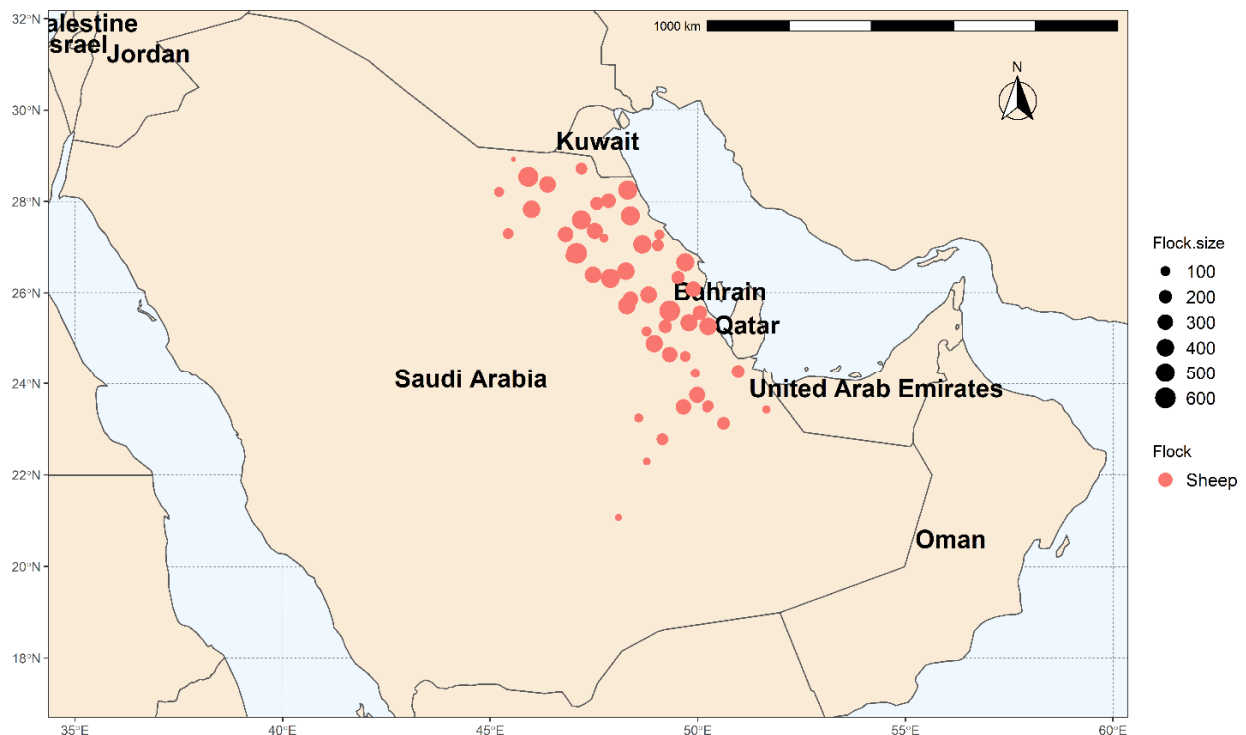 32°N
30°N
28°N
26°N
24°N
22°N
20°N
18°N
35°E
40°E
45°E
50°E
55°E
60°E
alestine
srael
Jordan
1000 km
N
Kuwait
Bahrain
Qatar
Saudi Arabia
United Arab Emirates
Oman
Flock.size
100
200
300
400
500
600
Flock
Sheep